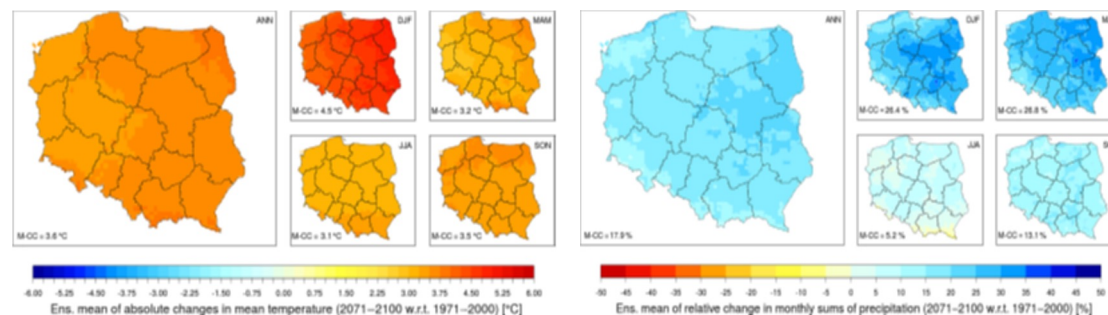 ANN
M-CC = 3.6 °C
DJF
M-CC = 4.5 °C
MAM
M-CC = 3.2 °C
JJA
M-CC = 3.1 °C
SON
M-CC = 3.5 °C
-6.00 -5.25 -4.50 -3.75 -3.00 -2.25 -1.50 -0.75 0.00 0.75 1.50 2.25 3.00 3.75 4.50 5.25 6.00
Ens. mean of absolute changes in mean temperature (2071–2100 w.r.t. 1971–2000) [°C]
ANN
M-CC = 17.9 %
DJF
M-CC = 26.4 %
M
M-CC = 26.8 %
JJA
M-CC = 5.2 %
S
M-CC = 13.1 %
-50 -45 -40 -35 -30 -25 -20 -15 -10 -5 0 5 10 15 20 25 30 35 40 45 50
Ens. mean of relative change in monthly sums of precipitation (2071–2100 w.r.t. 1971–2000) [%]